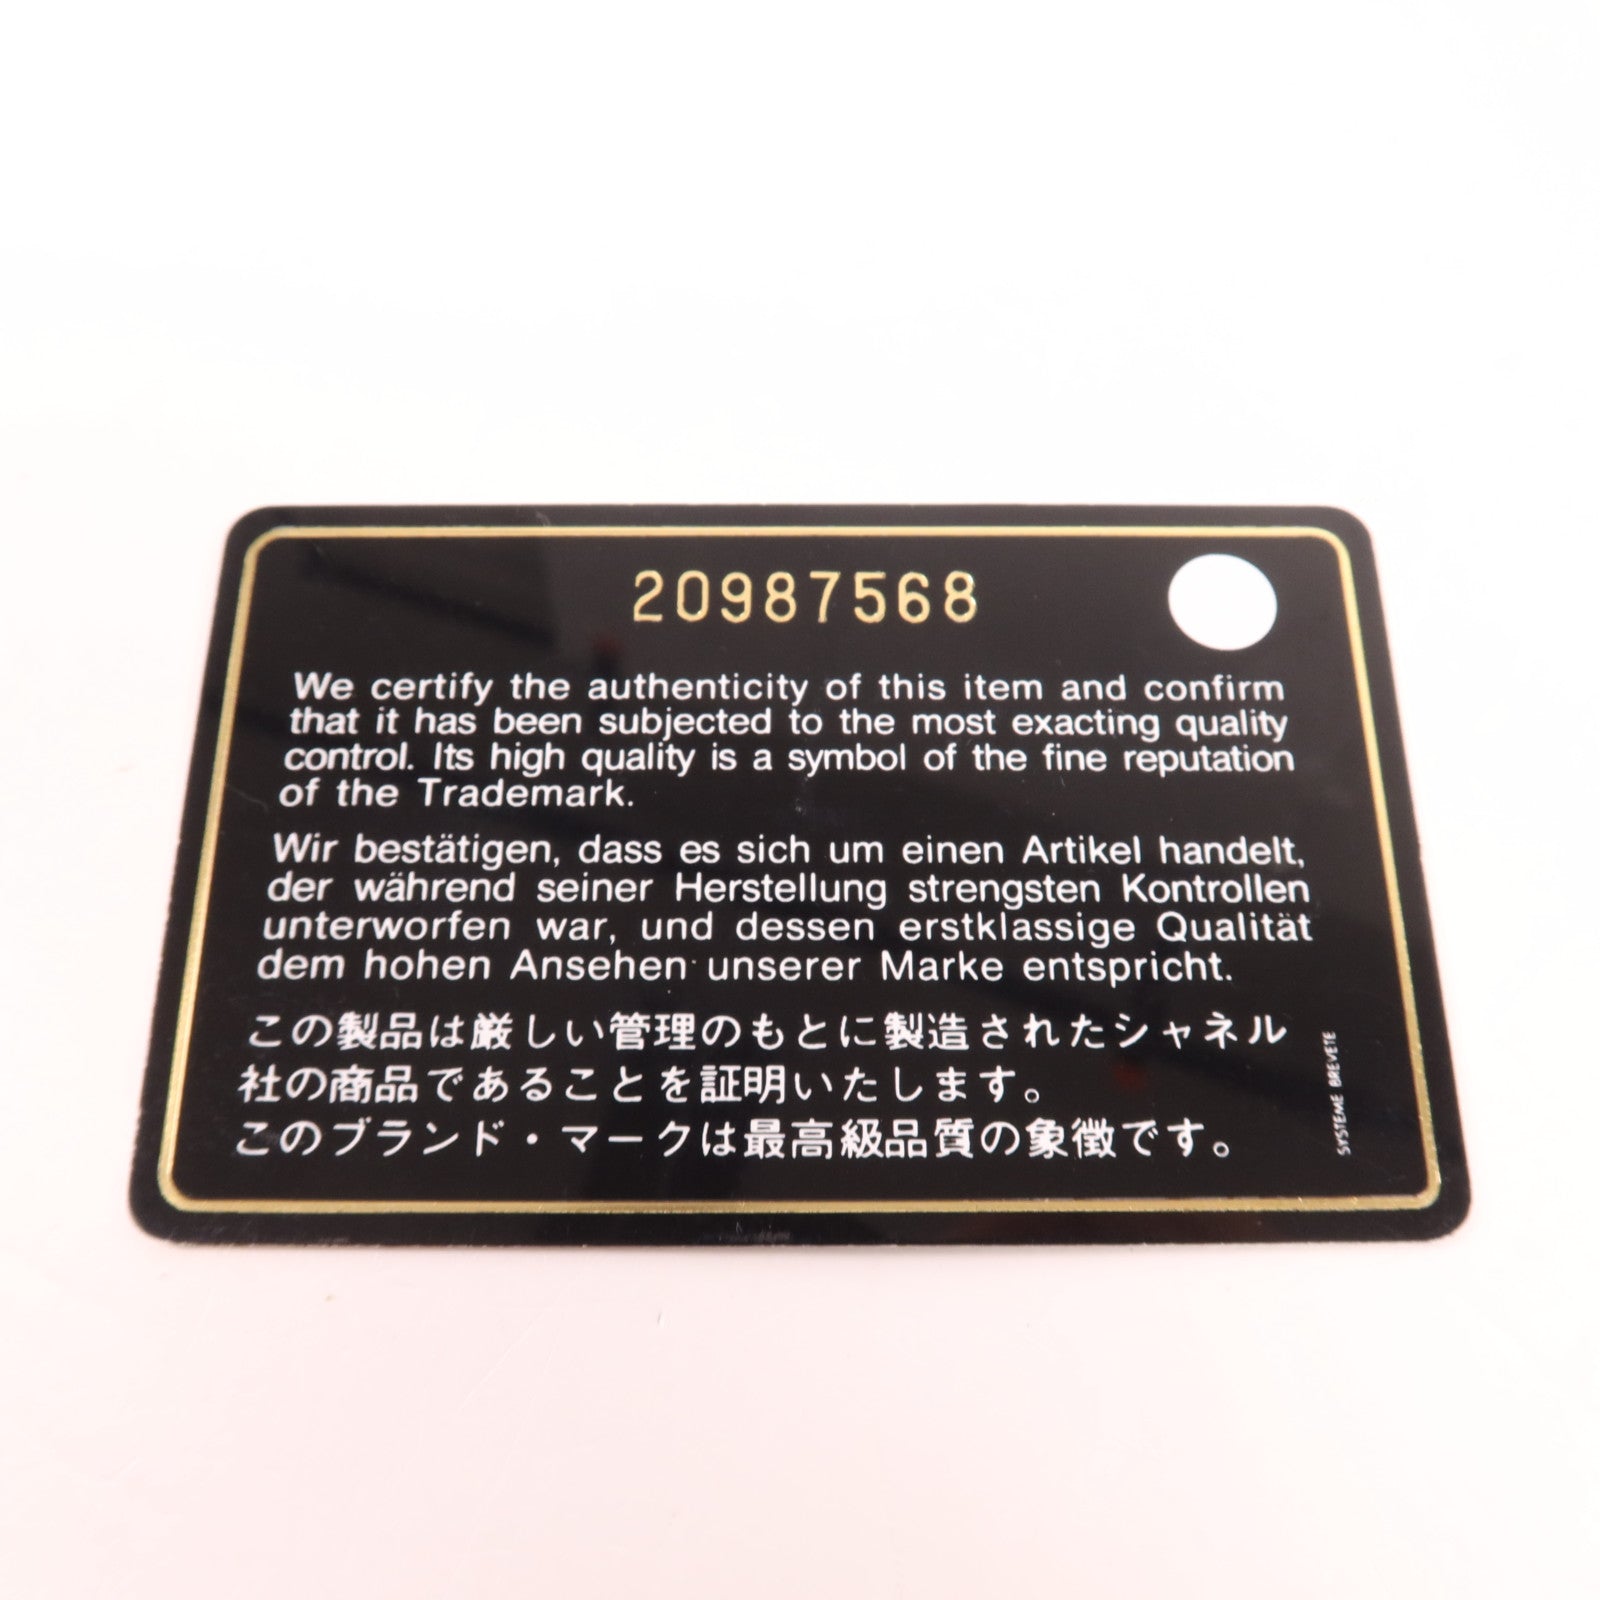 20987568
We certify the authenticity of this item and confirm
that it has been subjected to the most exacting quality
control. Its high quality is a symbol of the fine reputation
of the Trademark.
Wir bestätigen, dass es sich um einen Artikel handelt,
der während seiner Herstellung strengsten Kontrollen
unterworfen war, und dessen erstklassige Qualität
dem hohen Ansehen unserer Marke entspricht.
この製品は厳しい管理のもとに製造されたシャネル
社の商品であることを証明いたします。
このブランド・マークは最高級品質の象徴です。
SYSTEME BREVETE